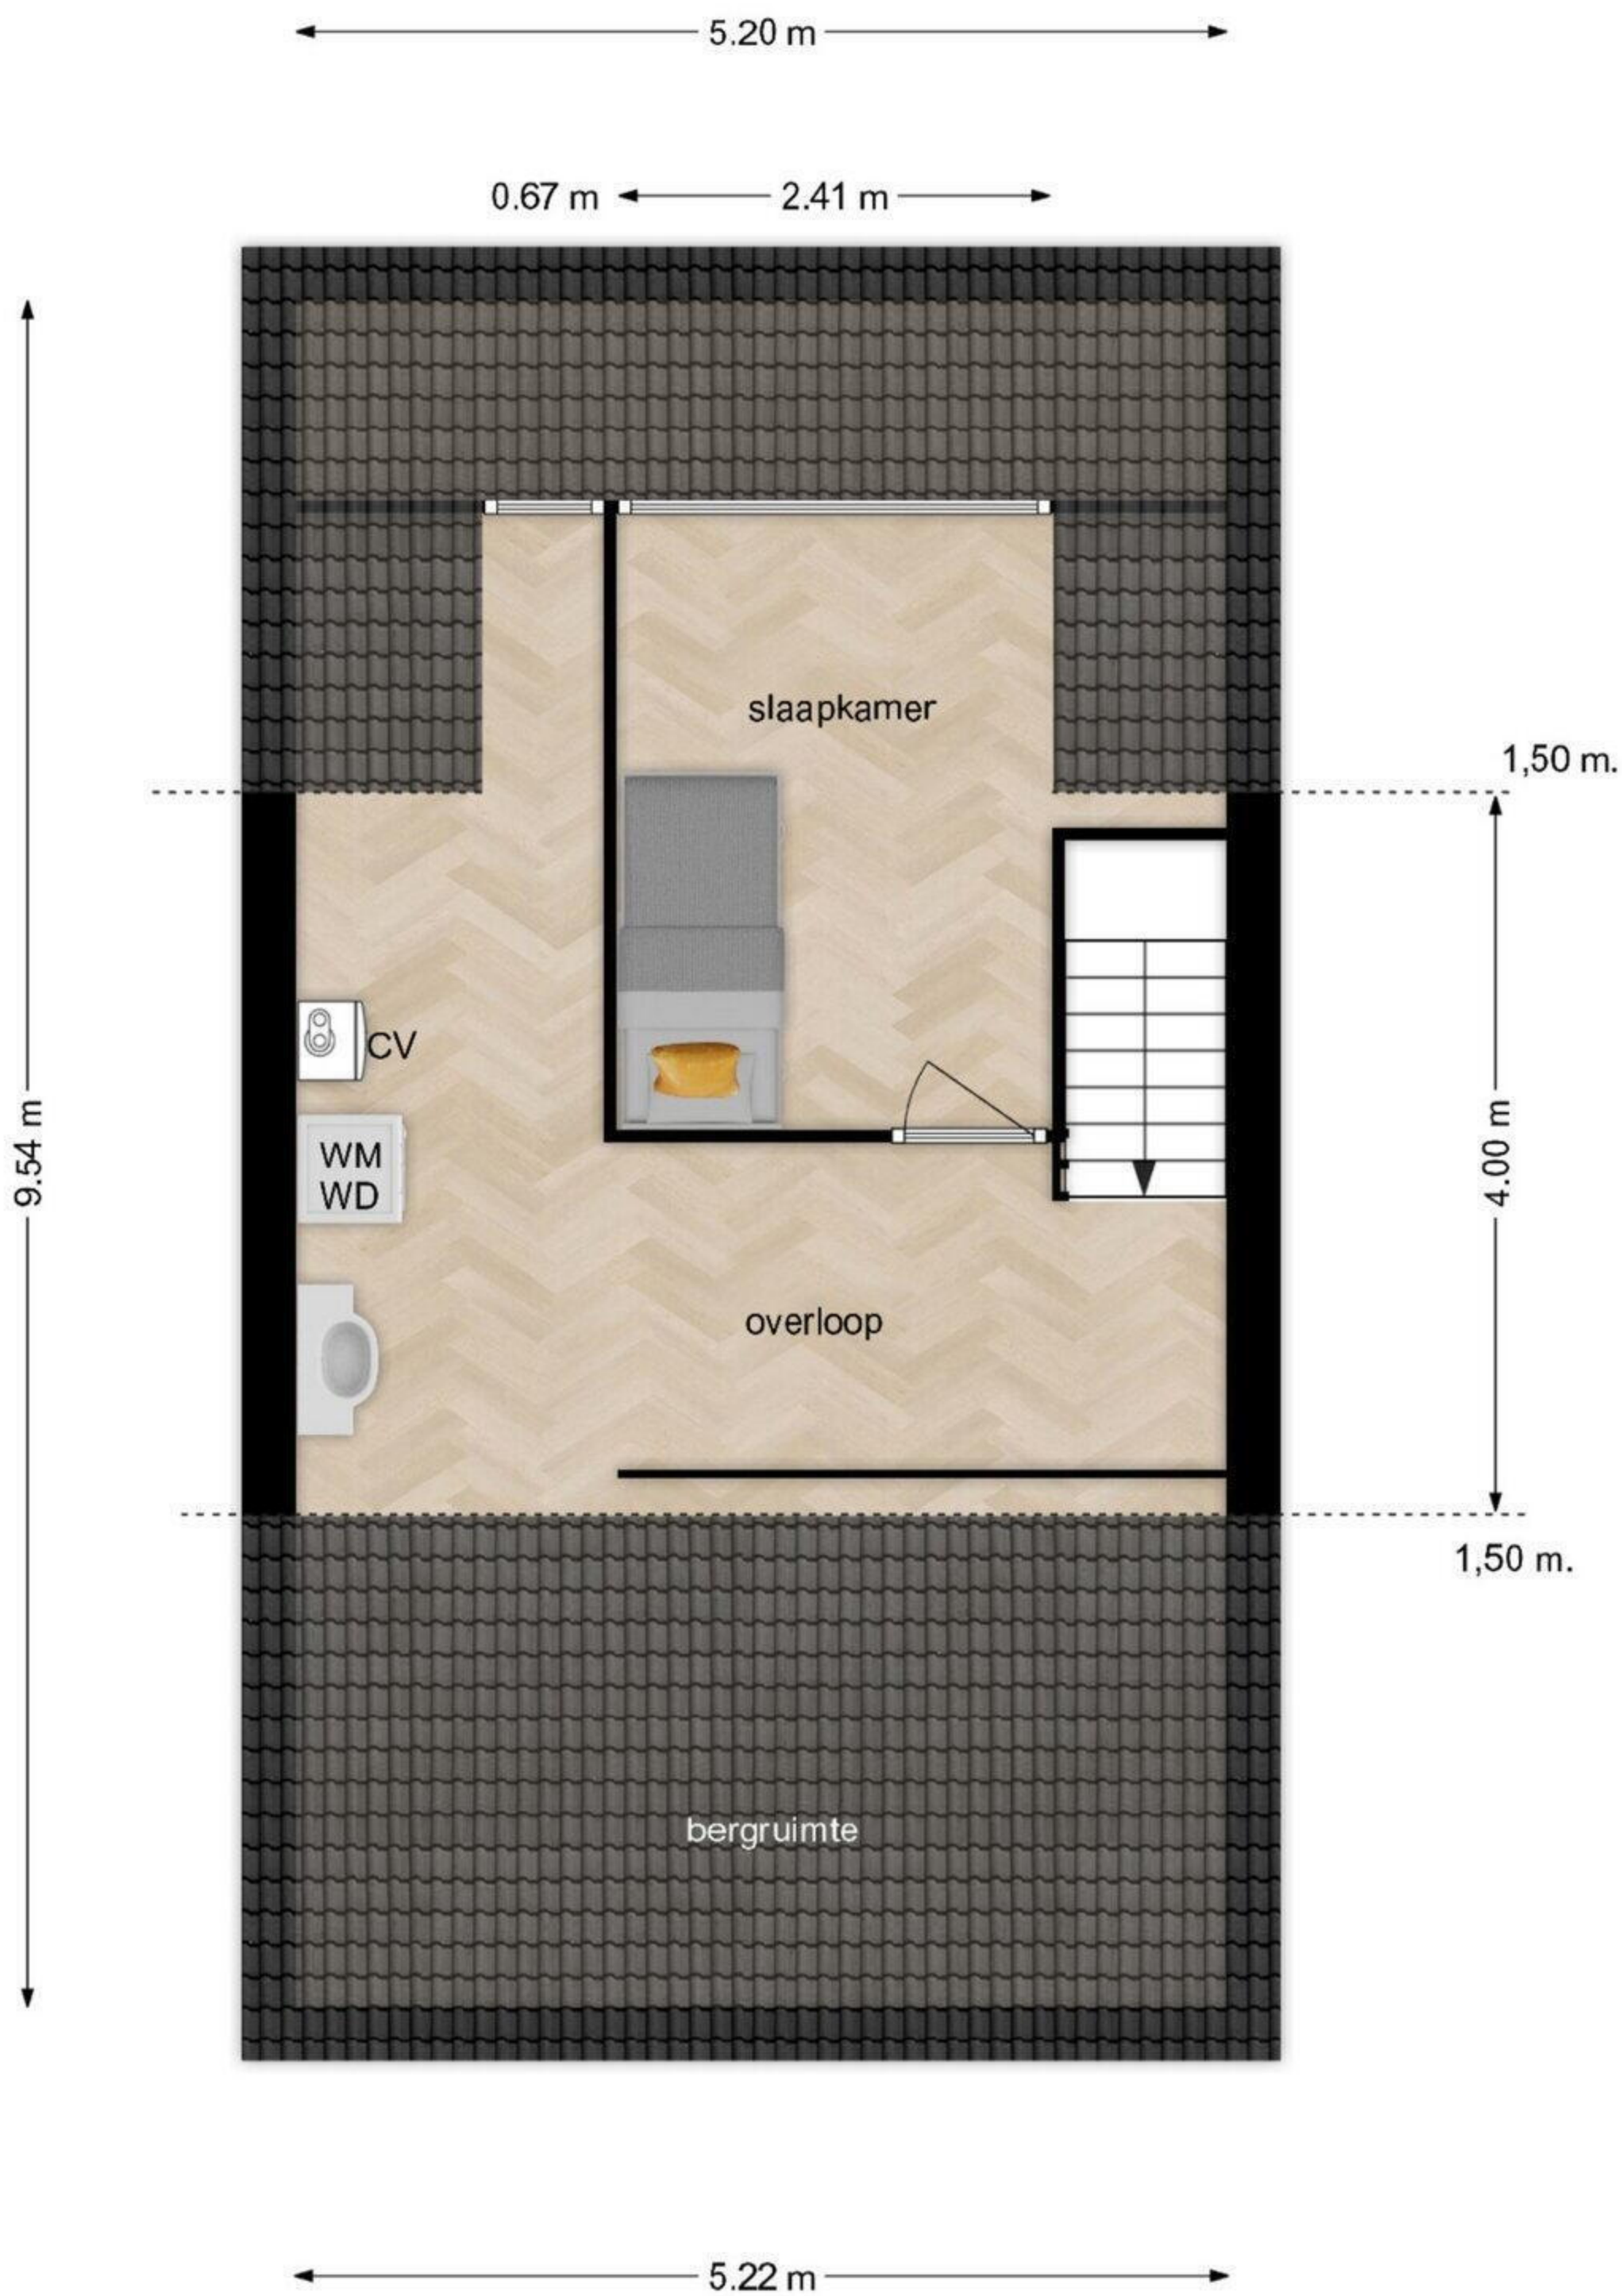 5.20 m
0.67 m
2.41 m
slaapkamer
1,50 m.
CV
WM
WD
9.54 m
4.00 m
overloop
1,50 m.
bergruimte
5.22 m